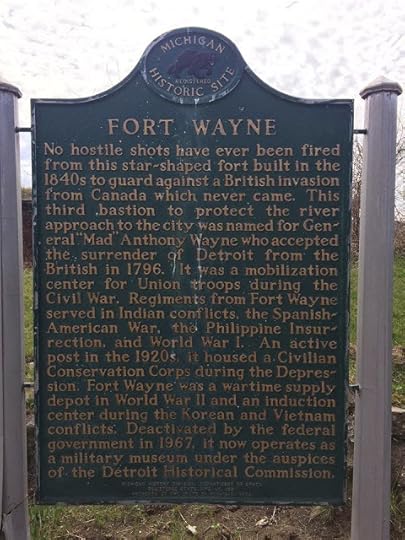 MICHIGAN
REGISTERED
HISTORIC SITE
FORT WAYNE
No hostile shots have ever been fired
from this star-shaped fort built in the
1840s to guard against a British invasion
from Canada which never came. This
third bastion to protect the river
approach to the city was named for Gen-
eral "Mad" Anthony Wayne who accepted
the surrender of Detroit from the
British in 1796. It was a mobilization
center for Union troops during the
Civil War. Regiments from Fort Wayne
served in Indian conflicts, the Spanish-
American War, the Philippine Insur-
rection, and World War I. An active
post in the 1920s, it housed a Civilian
Conservation Corps during the Depres-
sion. Fort Wayne was a wartime supply
depot in World War II and an induction
center during the Korean and Vietnam
conflicts. Deactivated by the federal
government in 1967, it now operates as
a military museum under the auspices
of the Detroit Historical Commission.
MICHIGAN HISTORY DIVISION, DEPARTMENT OF STATE